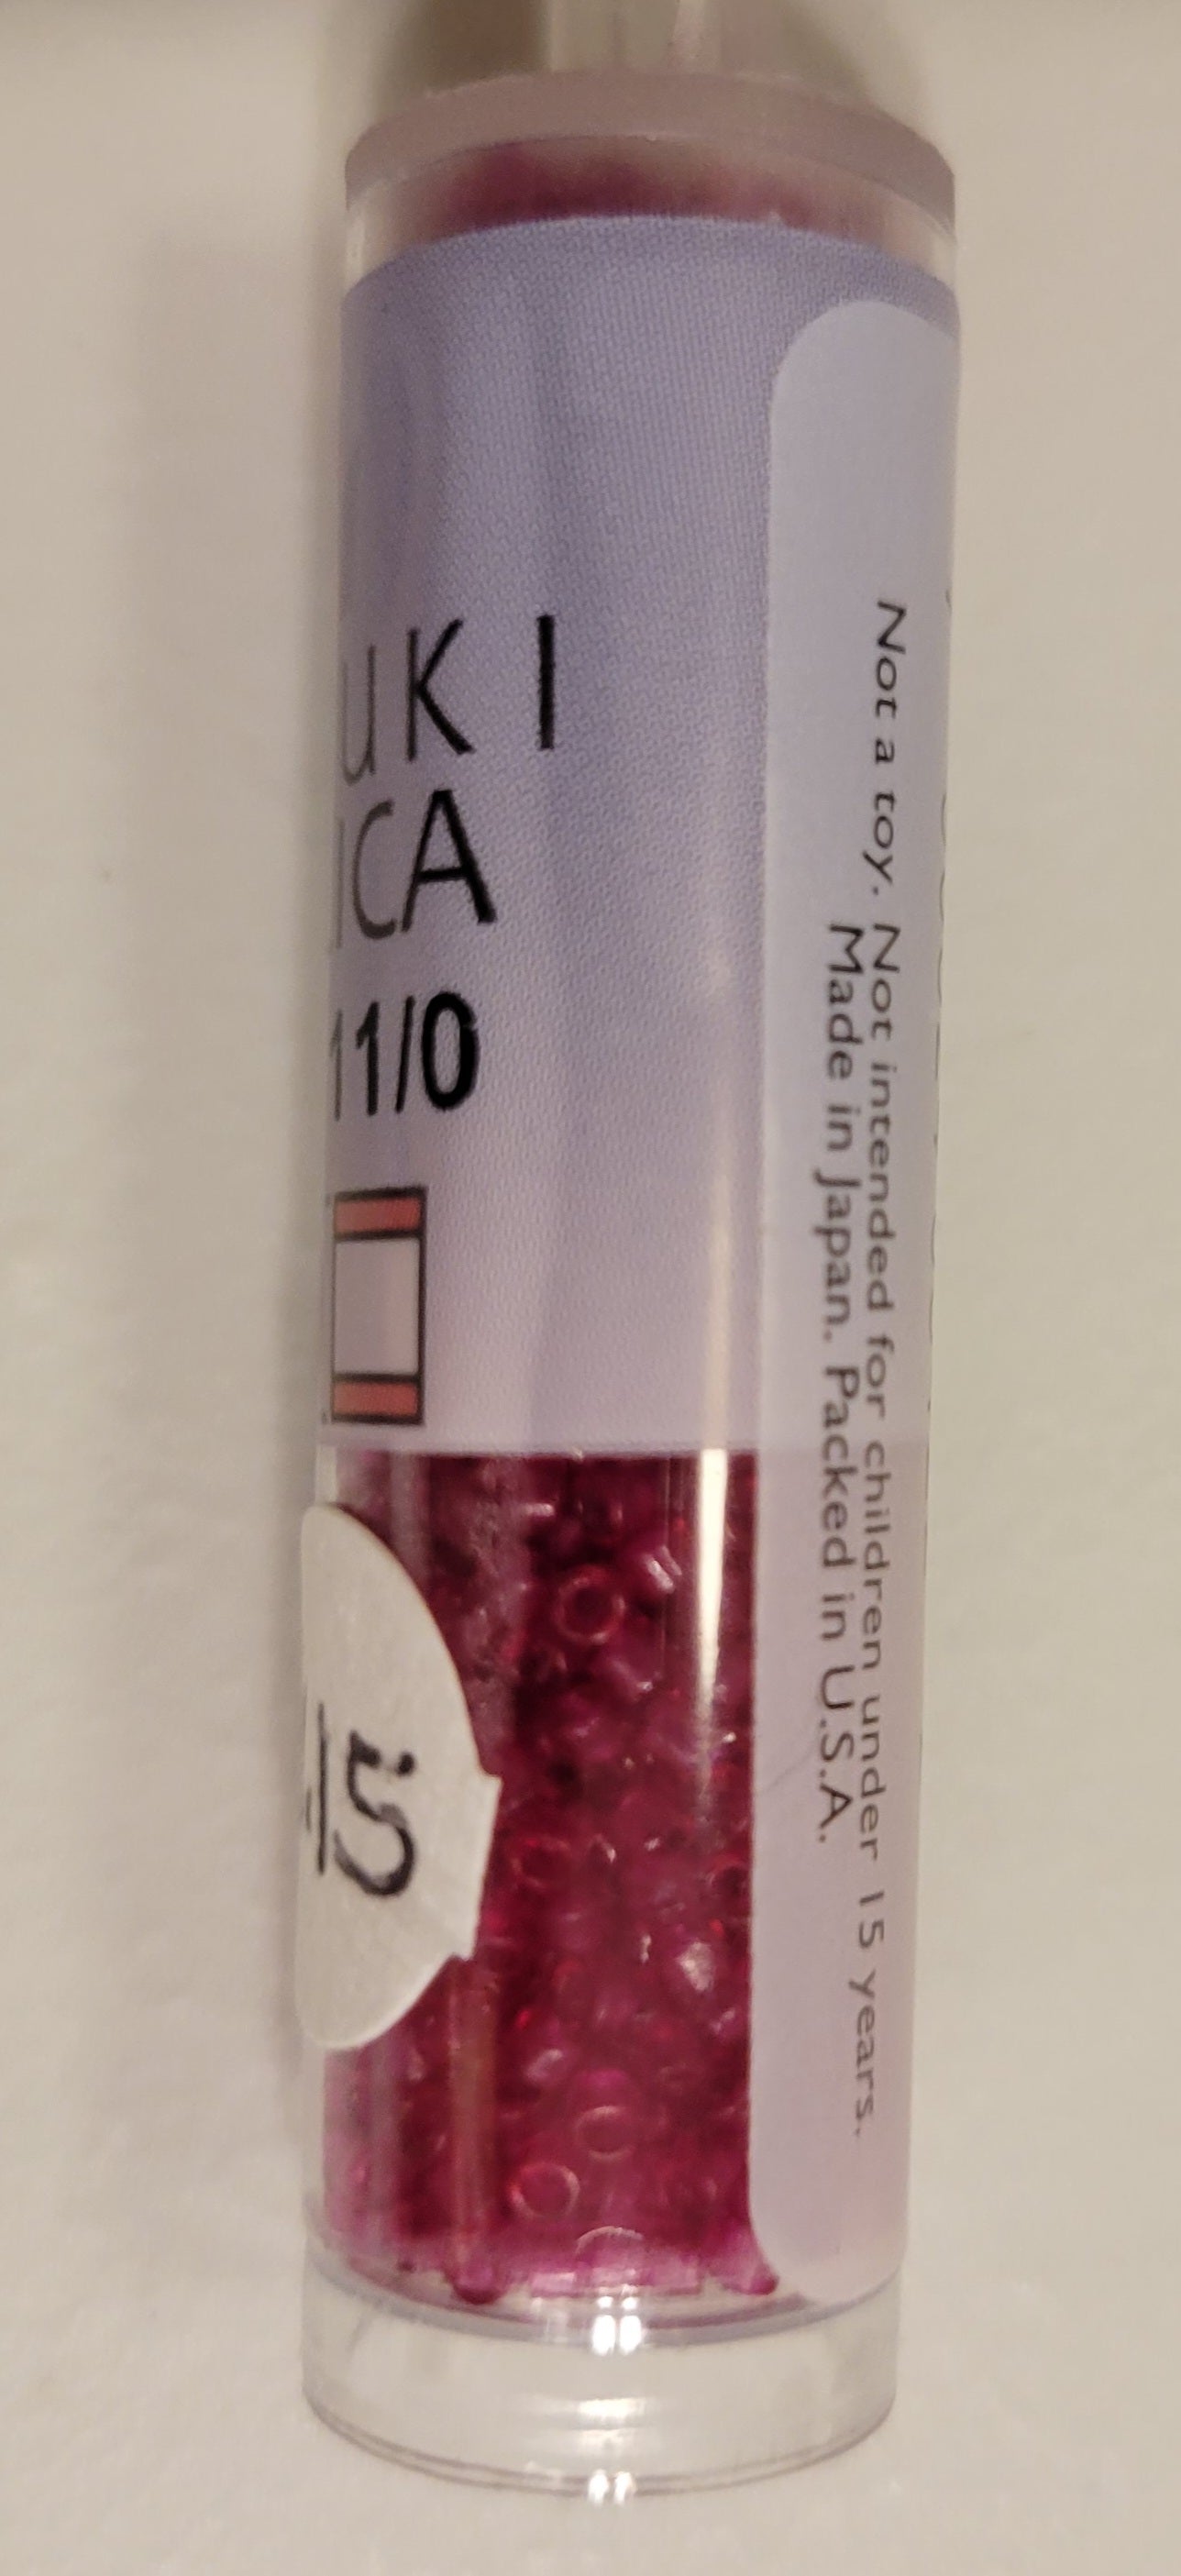 UKI
ICA
11/0
Not a toy. Not intended for children under 15 years.
Made in Japan. Packed in U.S.A.
15